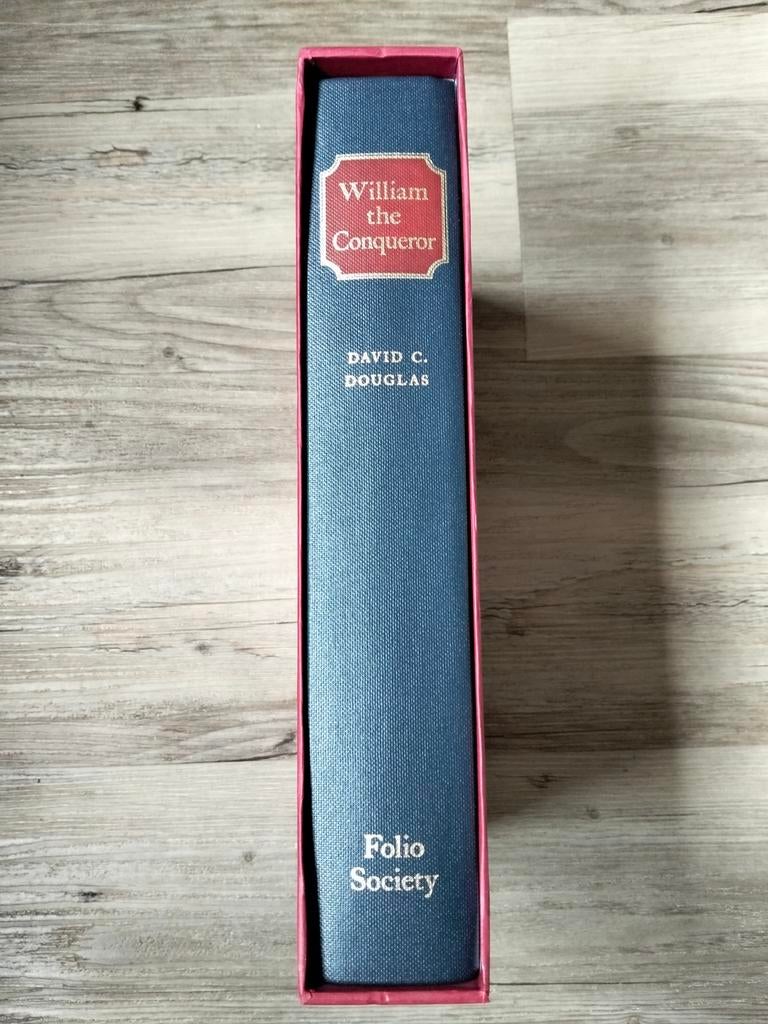 William
the
Conqueror
DAVID C.
DOUGLAS
Folio
Society